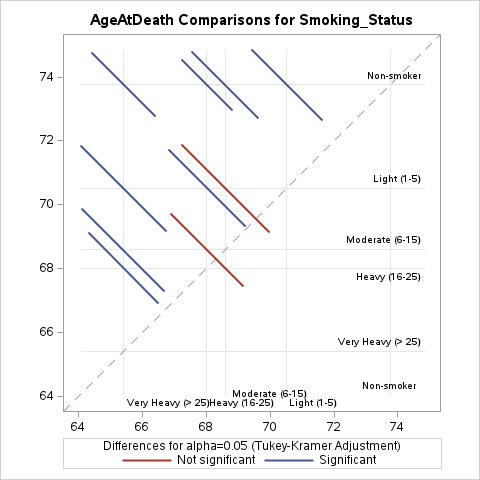 AgeAtDeath Comparisons for Smoking_Status
74
Non-smoker
72
Light (1-5)
70
Moderate (6-15)
68
Heavy (16-25)
66
Very Heavy (> 25)
Non-smoker
64
Moderate (6-15)
Very Heavy (> 25) Heavy (16-25) Light (1-5)
64 66 68 70 72 74
Differences for alpha=0.05 (Tukey-Kramer Adjustment)
Not significant Significant